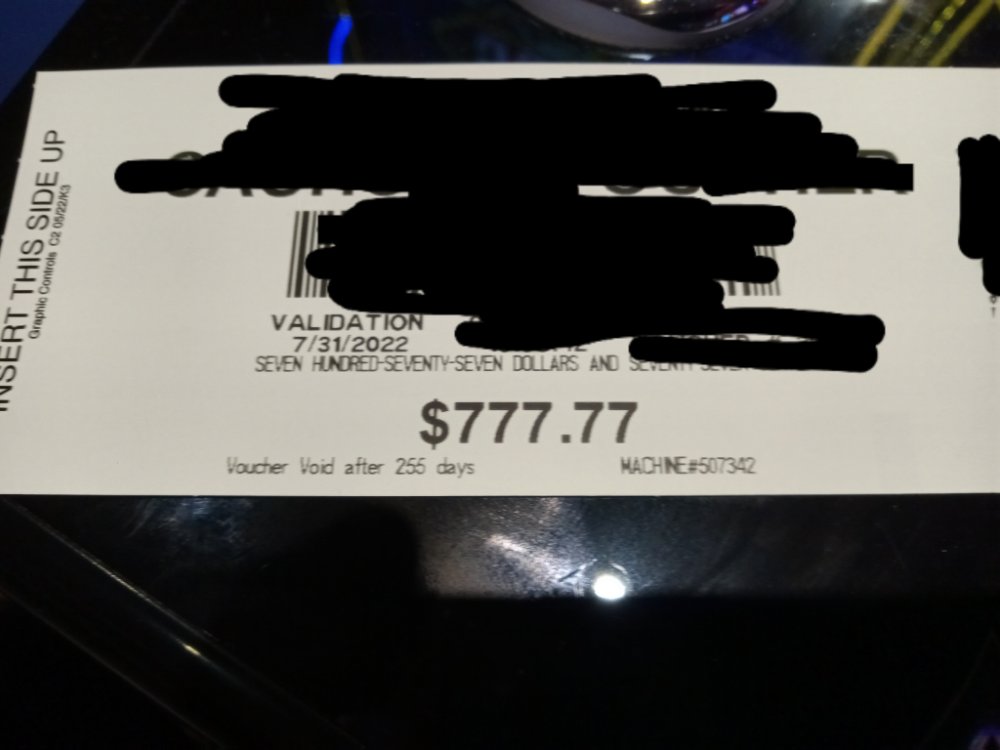 INSERT THIS SIDE UP
Graphic Controls C2 05/22/K3
VALIDATION
7/31/2022
SEVEN HUNDRED-SEVENTY-SEVEN DOLLARS AND
$777.77
Voucher Void after 255 days
MACHINE#507342